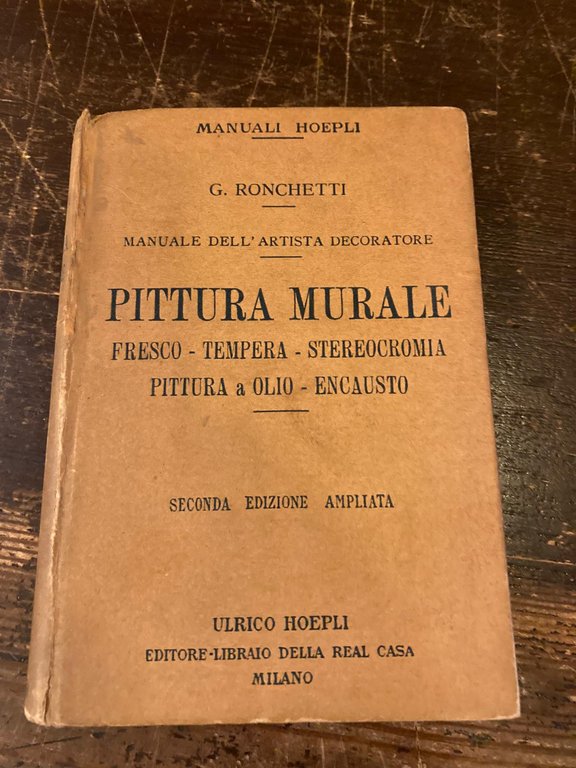 MANUALI HOEPLI
G. RONCHETTI
MANUALE DELL'ARTISTA DECORATORE
PITTURA MURALE
FRESCO - TEMPERA - STEREOCROMIA
PITTURA a OLIO - ENCAUSTO
SECONDA EDIZIONE AMPLIATA
ULRICO HOEPLI
EDITORE-LIBRAIO DELLA REAL CASA
MILANO